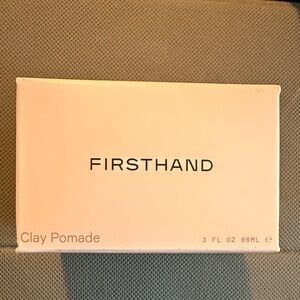 FIRSTHAND
Clay Pomade
3 FL OZ 88ML ℮